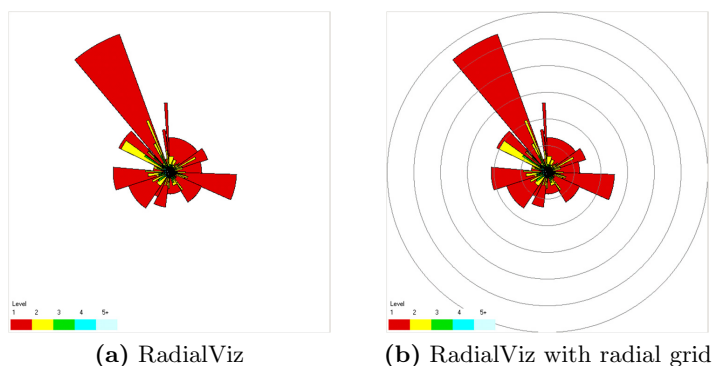 Level
1 2 3 4 5+
Level
1 2 3 4 5+
(a) RadialViz
(b) RadialViz with radial grid